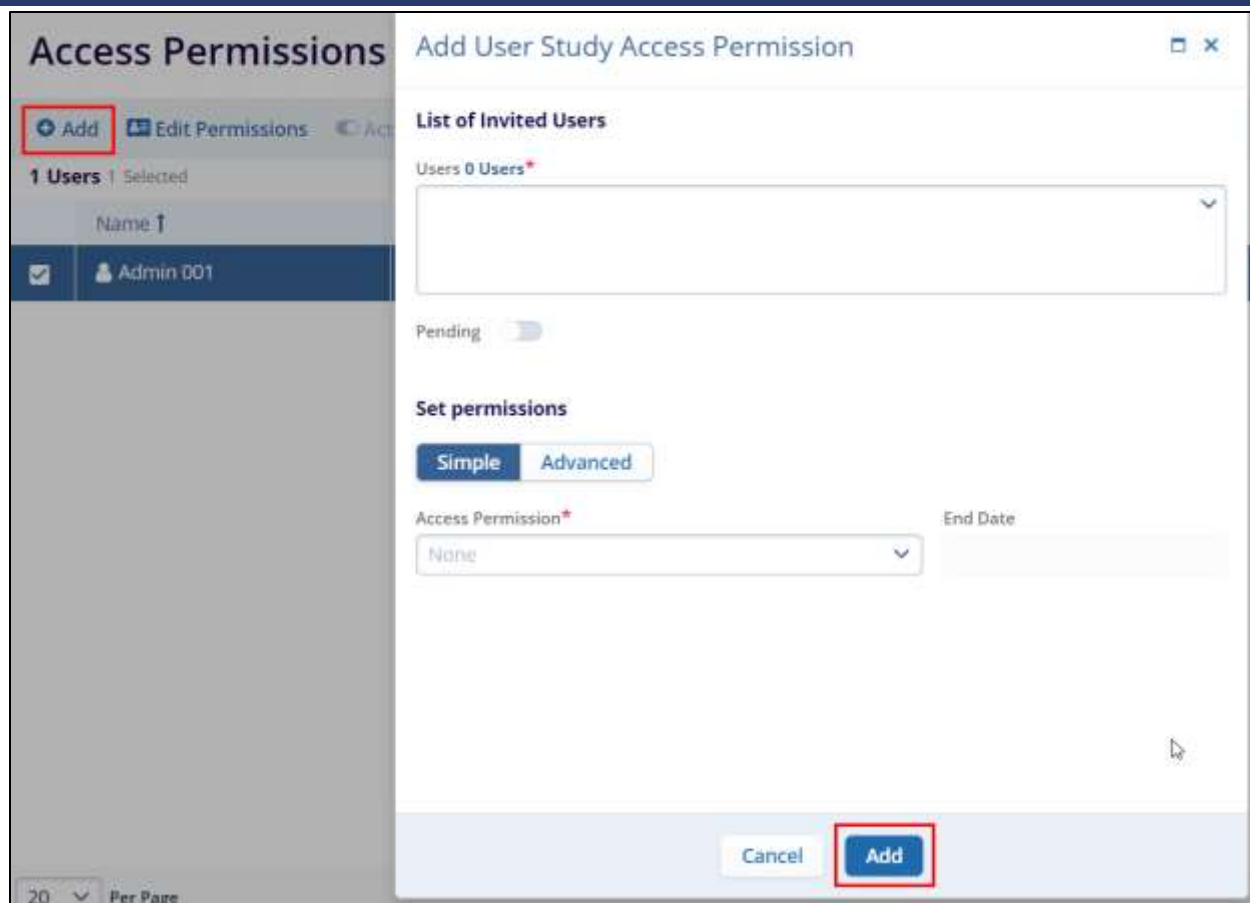 Access Permissions
Add User Study Access Permission
Add Edit Permissions
1 Users 1 Selected
Name
Admin 001
List of Invited Users
Users 0 Users*
Pending
Set permissions
Simple Advanced
Access Permission* End Date
None
Cancel Add
20 Per Page